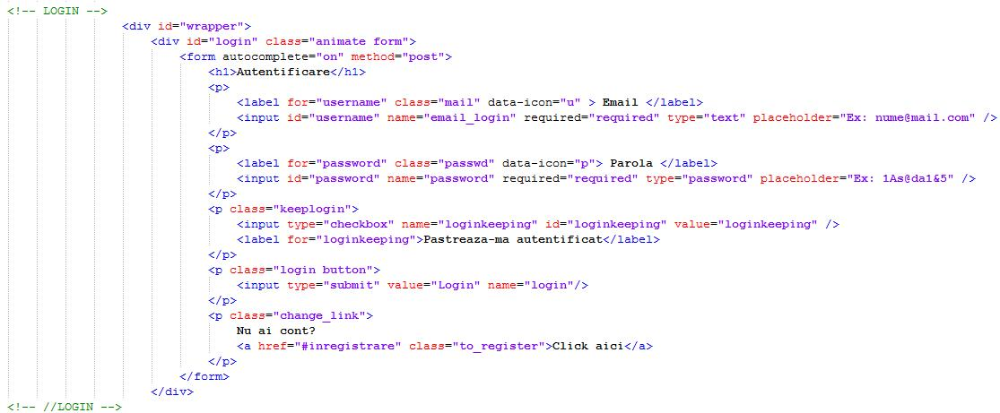 <!-- LOGIN -->
<div id="wrapper">
<div id="login" class="animate form">
<form autocomplete="on" method="post">
<h1>Autentificare</h1>
<p>
<label for="username" class="mail" data-icon="u" > Email </label>
<input id="username" name="email_login" required="required" type="text" placeholder="Ex: nume@mail.com" />
</p>
<p>
<label for="password" class="passwd" data-icon="p"> Parola </label>
<input id="password" name="password" required="required" type="password" placeholder="Ex: 1As@da1&5" />
</p>
<p class="keeplogin">
<input type="checkbox" name="loginkeeping" id="loginkeeping" value="loginkeeping" />
<label for="loginkeeping">Pastreaza-ma autentificat</label>
</p>
<p class="login button">
<input type="submit" value="Login" name="login"/>
</p>
<p class="change_link">
Nu ai cont?
<a href="#inregistrare" class="to_register">Click aici</a>
</p>
</form>
</div>
<!-- //LOGIN -->